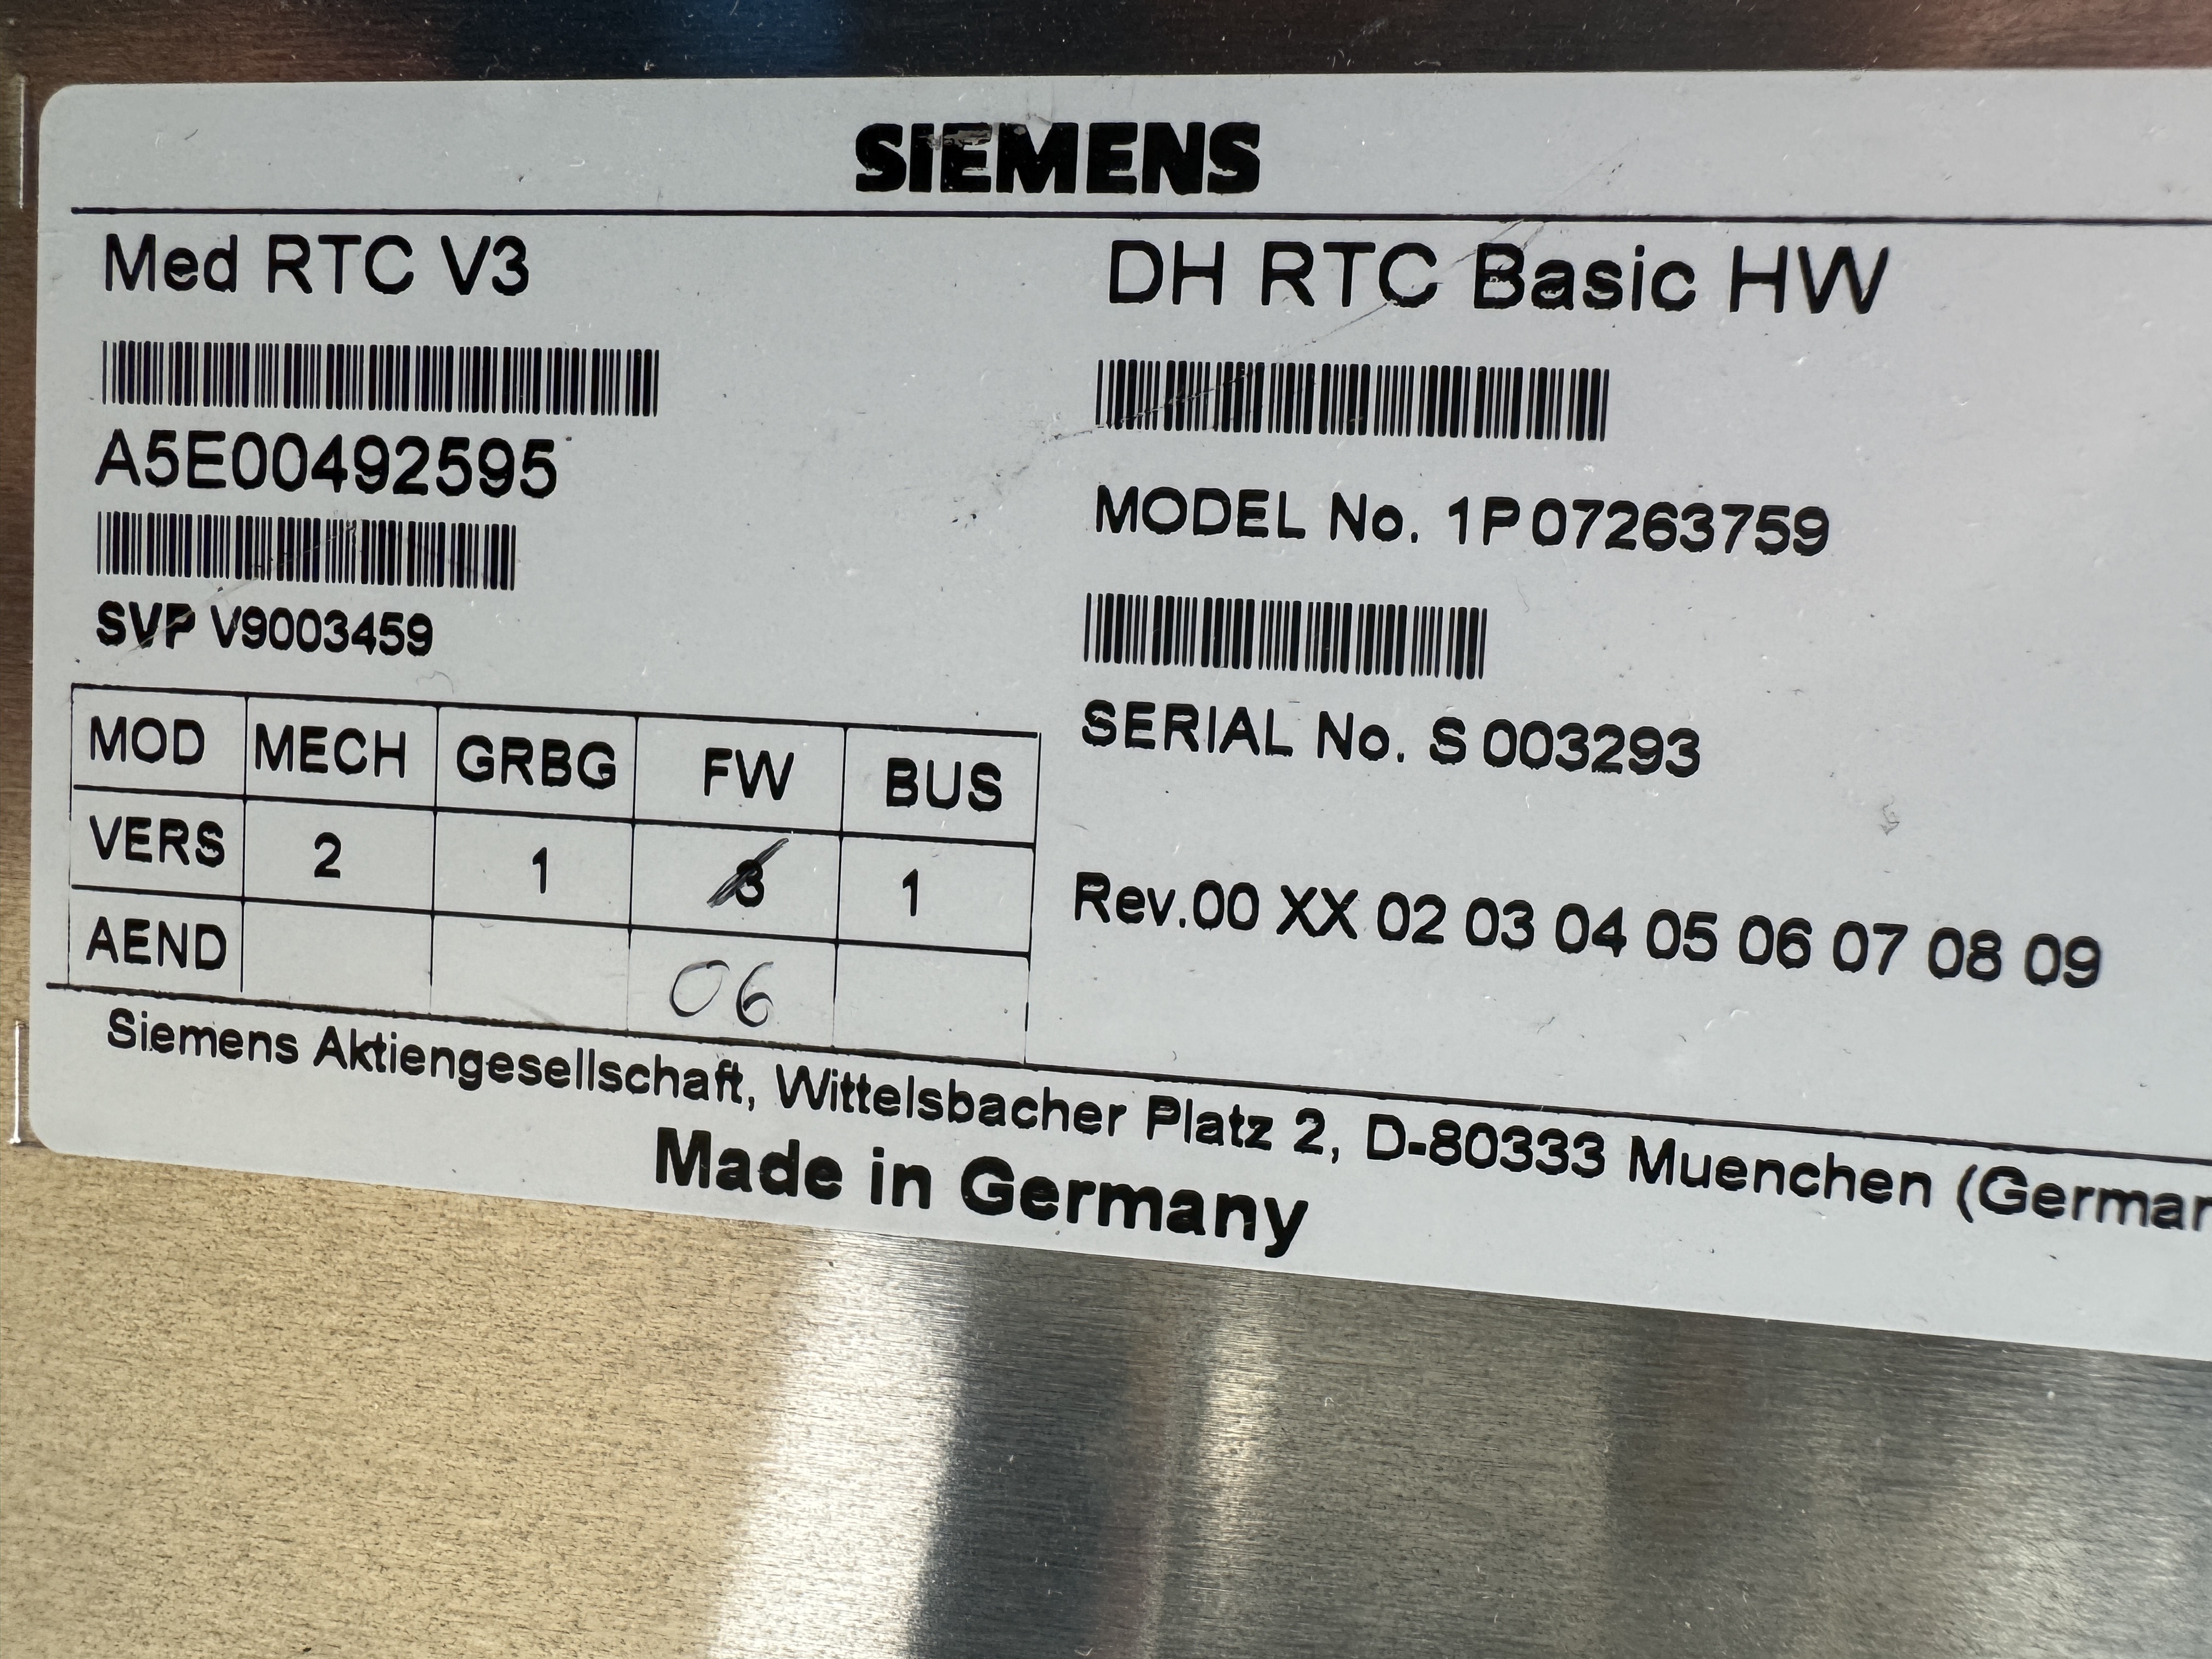 SIEMENS
Med RTC V3
A5E00492595
SVP V9003459
DH RTC Basic HW
MODEL No. 1P 07263759
SERIAL No. S 003293
Rev.00 XX 02 03 04 05 06 07 08 09
MOD MECH GRBG FW BUS
VERS 2 1 3 1
AEND 06
Siemens Aktiengesellschaft, Wittelsbacher Platz 2, D-80333 Muenchen (German
Made in Germany